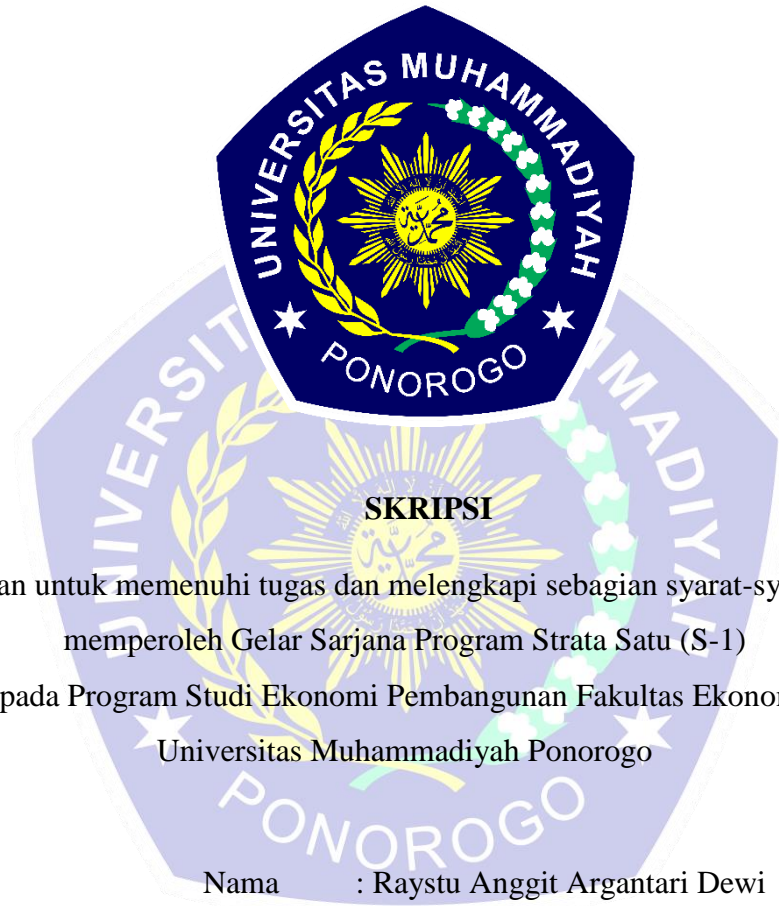 UNIVERSITAS MUHAMMADIYAH
PONOROGO
SKRIPSI
an untuk memenuhi tugas dan melengkapi sebagian syarat-sy
memperoleh Gelar Sarjana Program Strata Satu (S-1)
pada Program Studi Ekonomi Pembangunan Fakultas Ekonor
Universitas Muhammadiyah Ponorogo
PONOROGO
Nama : Raystu Anggit Argantari Dewi